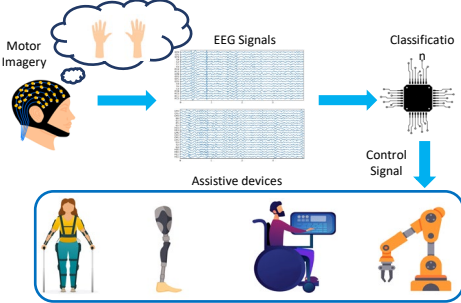 Motor
Imagery
EEG Signals
Classificatio
Control
Signal
Assistive devices